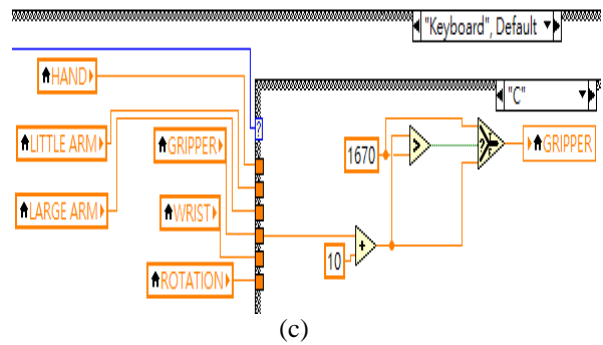 "Keyboard", Default
HAND
"C"
?
LITTLE ARM
GRIPPER
1670
>
?
GRIPPER
LARGE ARM
WRIST
+
10
ROTATION
(c)